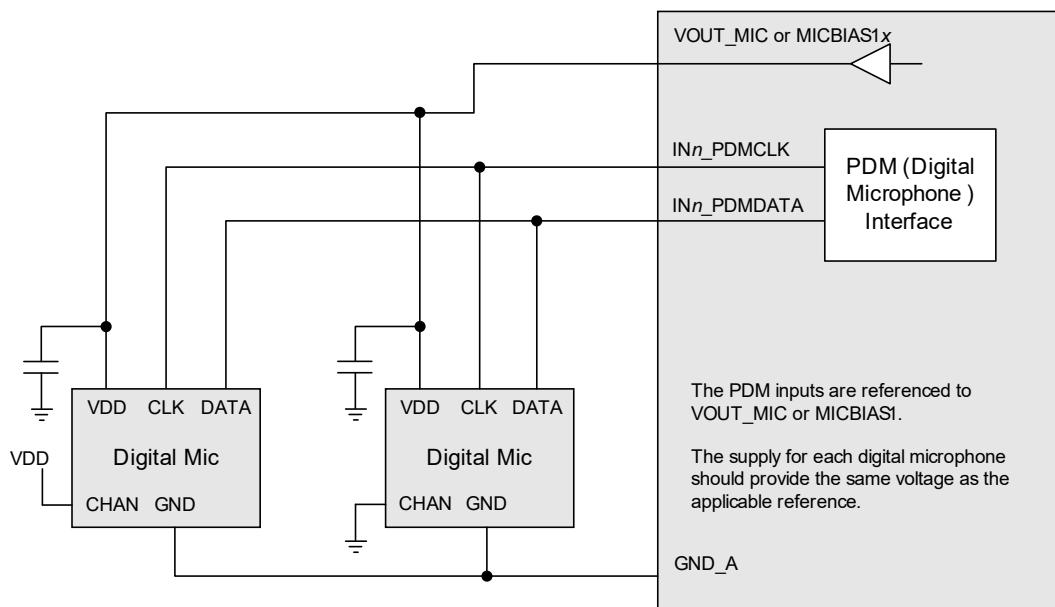 VOUT_MIC or MICBIAS1x
INn_PDMCLK
PDM (Digital
Microphone )
Interface
INn_PDMDATA
VDD CLK DATA
Digital Mic
VDD
CHAN GND
VDD CLK DATA
Digital Mic
CHAN GND
The PDM inputs are referenced to
VOUT_MIC or MICBIAS1.
The supply for each digital microphone
should provide the same voltage as the
applicable reference.
GND_A